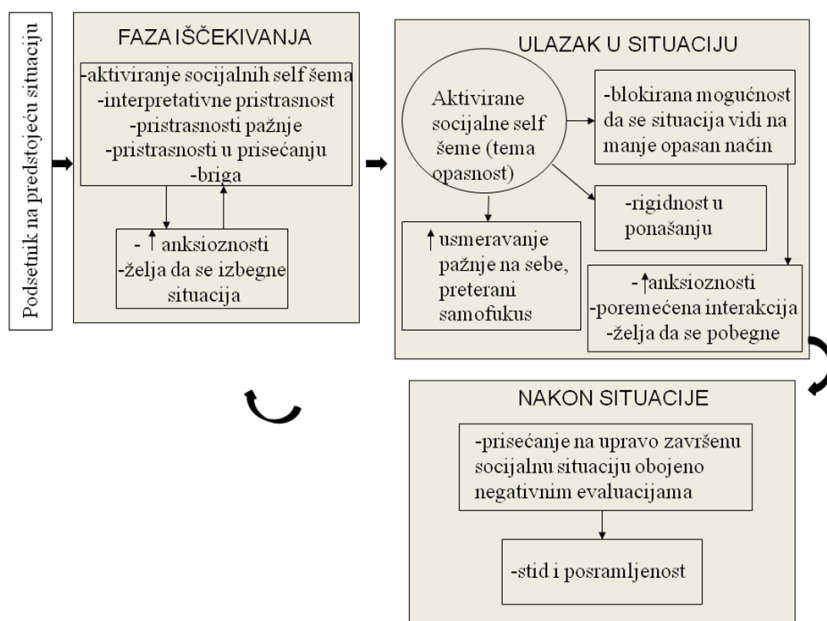 Podsetnik na predstojeću situaciju
FAZA IŠČEKIVANJA
-aktiviranje socijalnih self šema
-interpretativne pristrasnost
-pristrasnosti pažnje
-pristrasnosti u prisećanju
-briga
- ↑ anksioznosti
-želja da se izbegne
situacija
ULAZAK U SITUACIJU
Aktivirane
socijalne self
šeme (tema
opasnost)
-blokirana mogućnost
da se situacija vidi na
manje opasan način
-rigidnost u
ponašanju
↑ usmeravanje
pažnje na sebe,
preterani
samofokus
-↑anksioznosti
-poremećena interakcija
-želja da se pobegne
NAKON SITUACIJE
-prisećanje na upravo završenu
socijalnu situaciju obojeno
negativnim evaluacijama
-stid i posramljenost